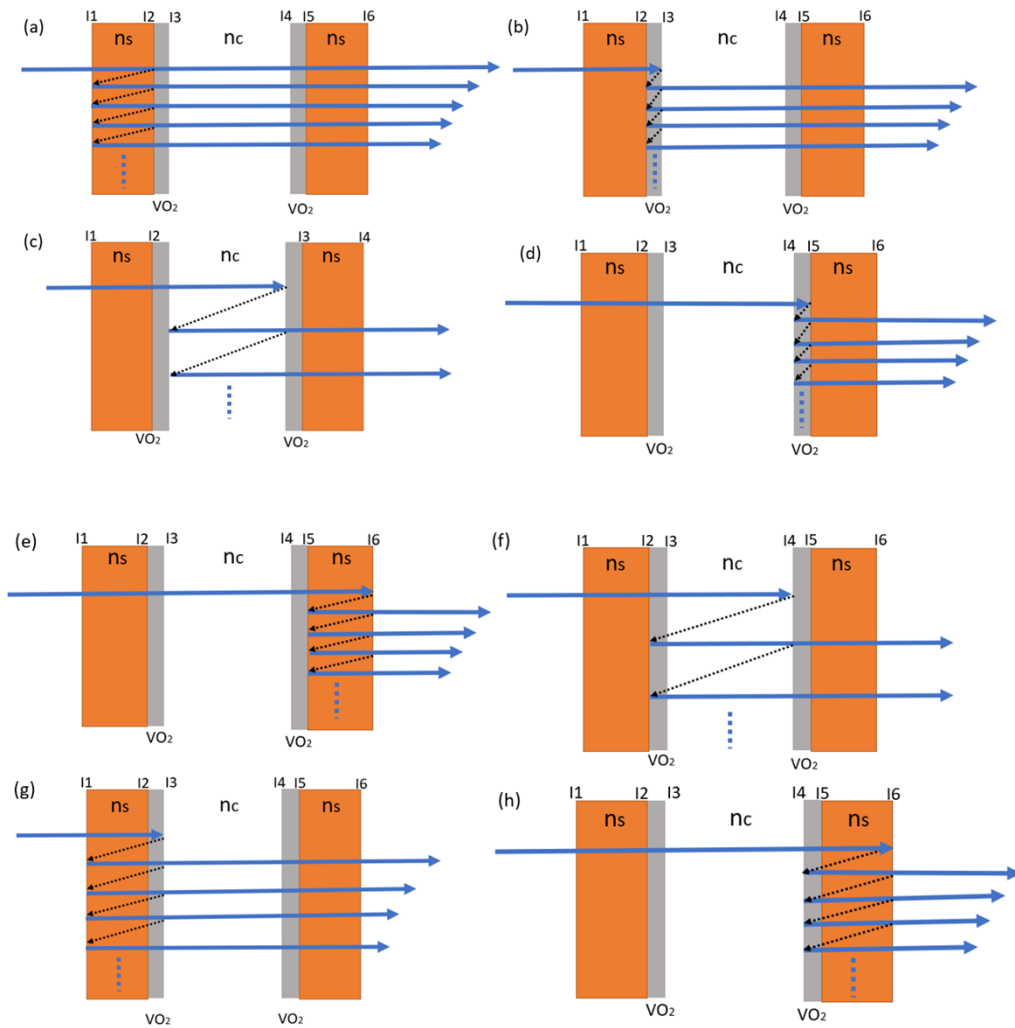 (a)
I1 I2 I3 I4 I5 I6
ns nc ns
VO2 VO2
(b)
I1 I2 I3 I4 I5 I6
ns nc ns
VO2 VO2
(c)
I1 I2 I3 I4
ns nc ns
VO2 VO2
(d)
I1 I2 I3 I4 I5 I6
ns nc ns
VO2 VO2
(e)
I1 I2 I3 I4 I5 I6
ns nc ns
VO2 VO2
(f)
I1 I2 I3 I4 I5 I6
ns nc ns
VO2 VO2
(g)
I1 I2 I3 I4 I5 I6
ns nc ns
VO2 VO2
(h)
I1 I2 I3 I4 I5 I6
ns nc ns
VO2 VO2